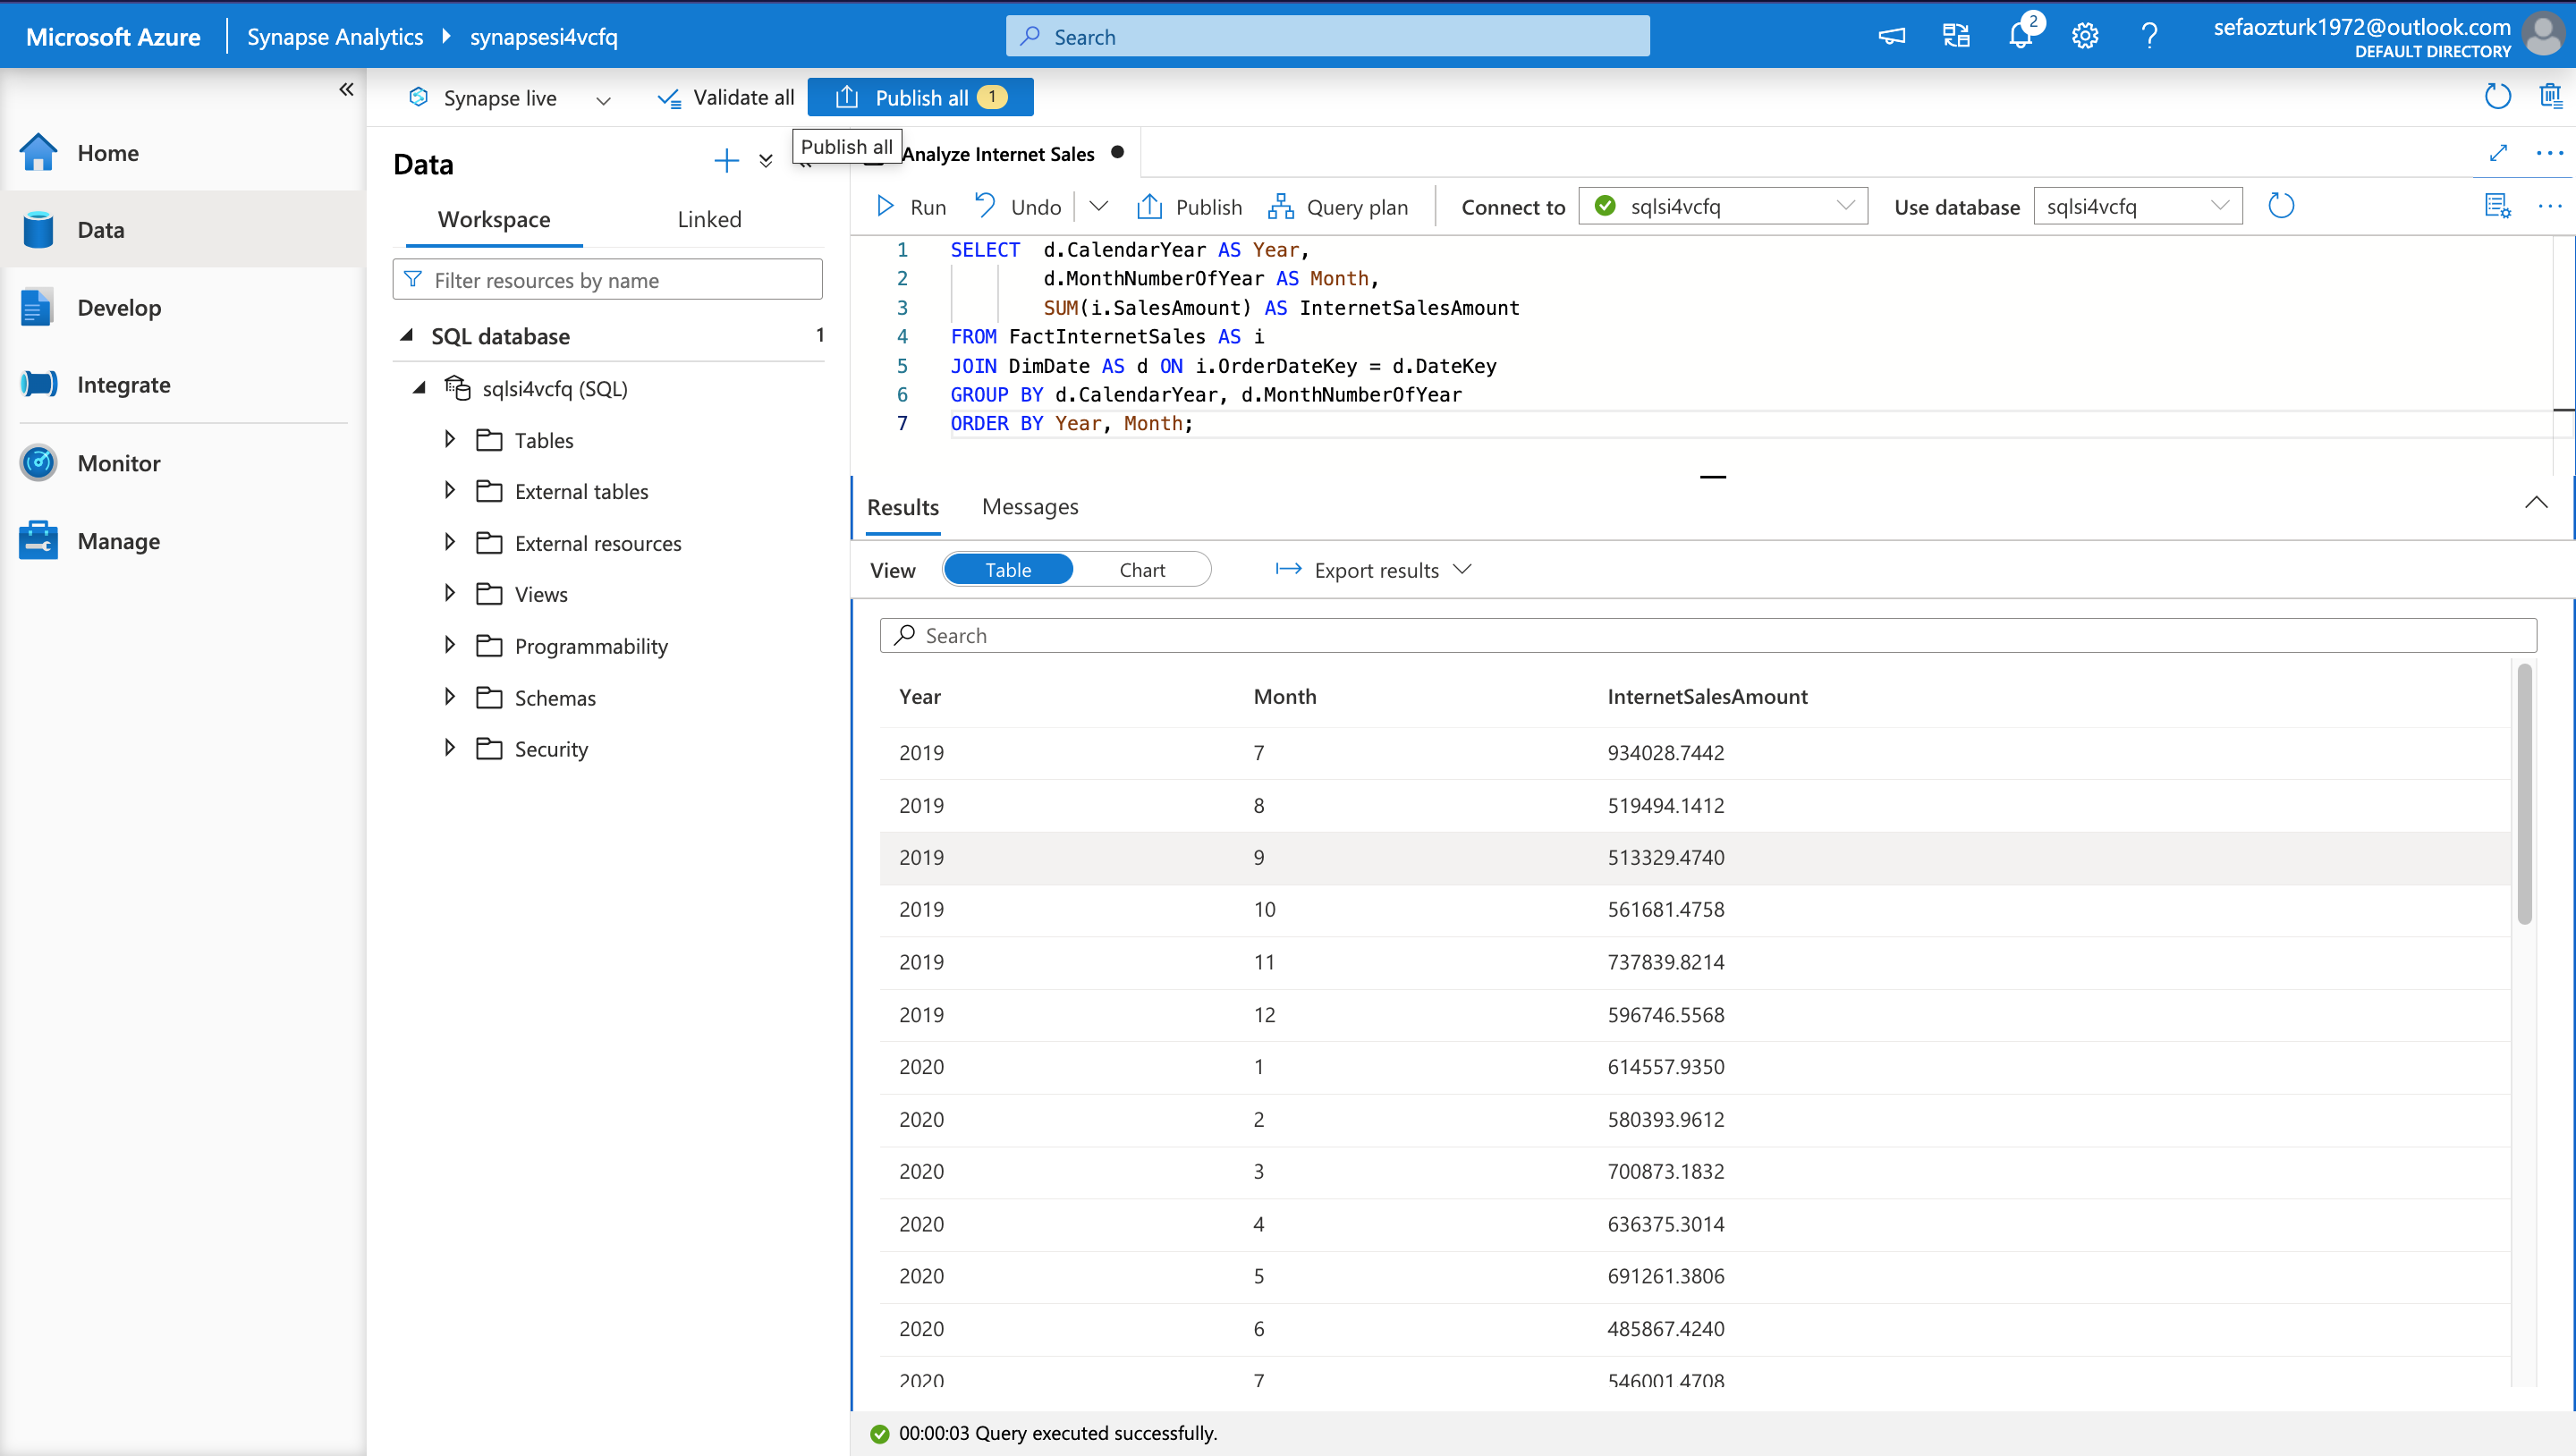 Microsoft Azure Synapse Analytics synapsesi4vcfq
Search
2
sefaozturk1972@outlook.com
DEFAULT DIRECTORY
Synapse live Validate all Publish all 1
Publish all
Home
Data
Develop
Integrate
Monitor
Manage
Data
Workspace Linked
Filter resources by name
SQL database 1
sqlsi4vcfq (SQL)
Tables
External tables
External resources
Views
Programmability
Schemas
Security
Analyze Internet Sales
Run Undo Publish Query plan Connect to sqlsi4vcfq Use database sqlsi4vcfq
1 SELECT d.CalendarYear AS Year,
2 d.MonthNumberOfYear AS Month,
3 SUM(i.SalesAmount) AS InternetSalesAmount
4 FROM FactInternetSales AS i
5 JOIN DimDate AS d ON i.OrderDateKey = d.DateKey
6 GROUP BY d.CalendarYear, d.MonthNumberOfYear
7 ORDER BY Year, Month;
Results Messages
View Table Chart Export results
Search
Year Month InternetSalesAmount
2019 7 934028.7442
2019 8 519494.1412
2019 9 513329.4740
2019 10 561681.4758
2019 11 737839.8214
2019 12 596746.5568
2020 1 614557.9350
2020 2 580393.9612
2020 3 700873.1832
2020 4 636375.3014
2020 5 691261.3806
2020 6 485867.4240
2020 7 546001.4708
00:00:03 Query executed successfully.